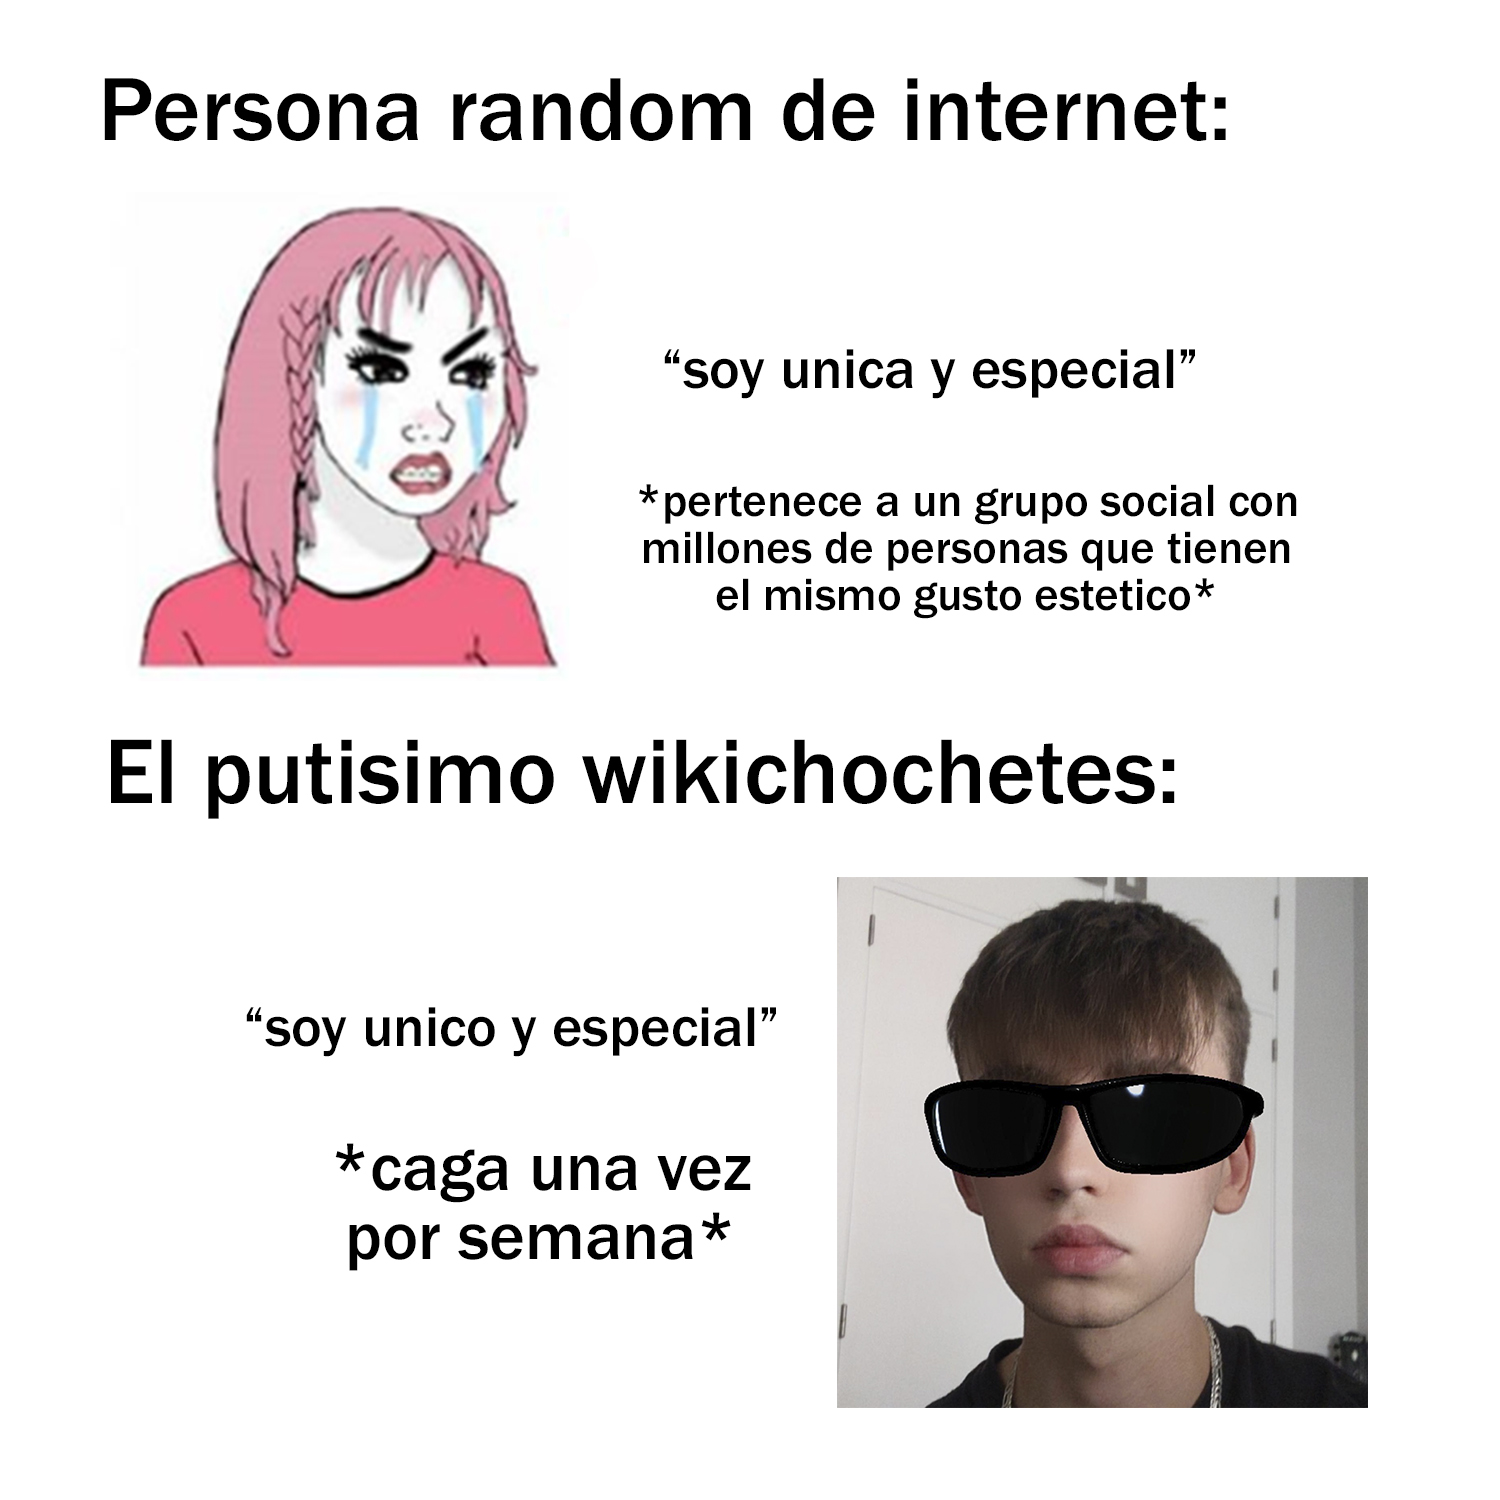 Persona random de internet:
“soy unica y especial”
*pertenece a un grupo social con
millones de personas que tienen
el mismo gusto estetico*
El putisimo wikichochetes:
“soy unico y especial”
*caga una vez
por semana*